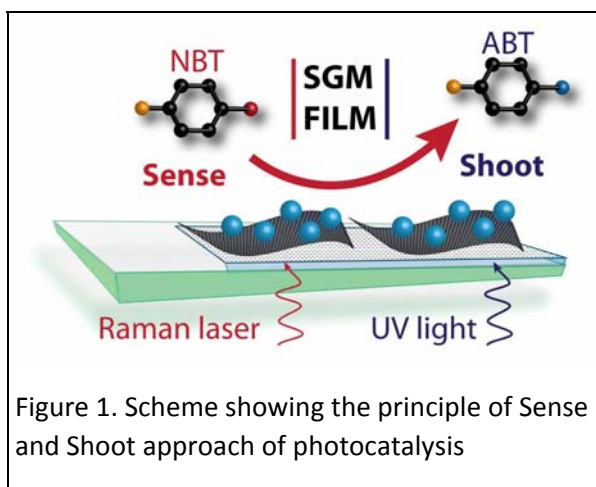 NBT
ABT
SGM
FILM
Sense
Shoot
Raman laser
UV light
Figure 1. Scheme showing the principle of Sense
and Shoot approach of photocatalysis